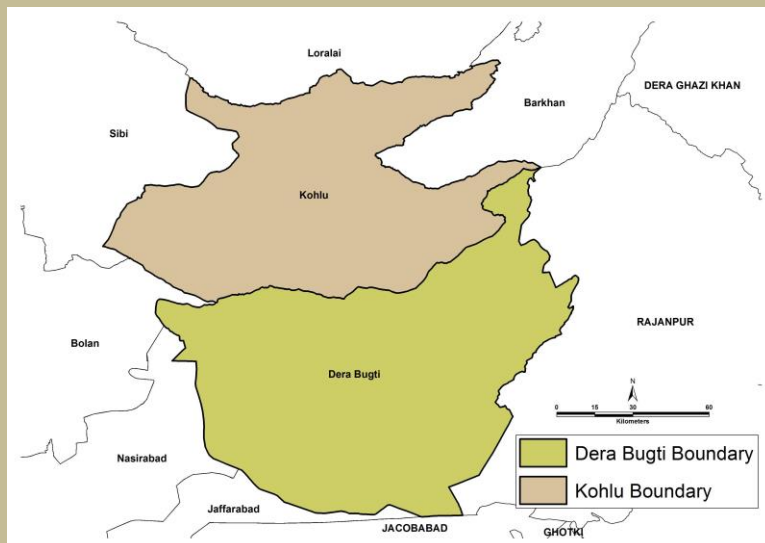 Loralai
DERA GHAZI KHAN
Barkhan
Sibi
Kohlu
RAJANPUR
Bolan
Dera Bugti
N
0 15 30 60
Kilometers
Nasirabad
Dera Bugti Boundary
Kohlu Boundary
Jaffarabad
JACOBABAD
GHOTKI